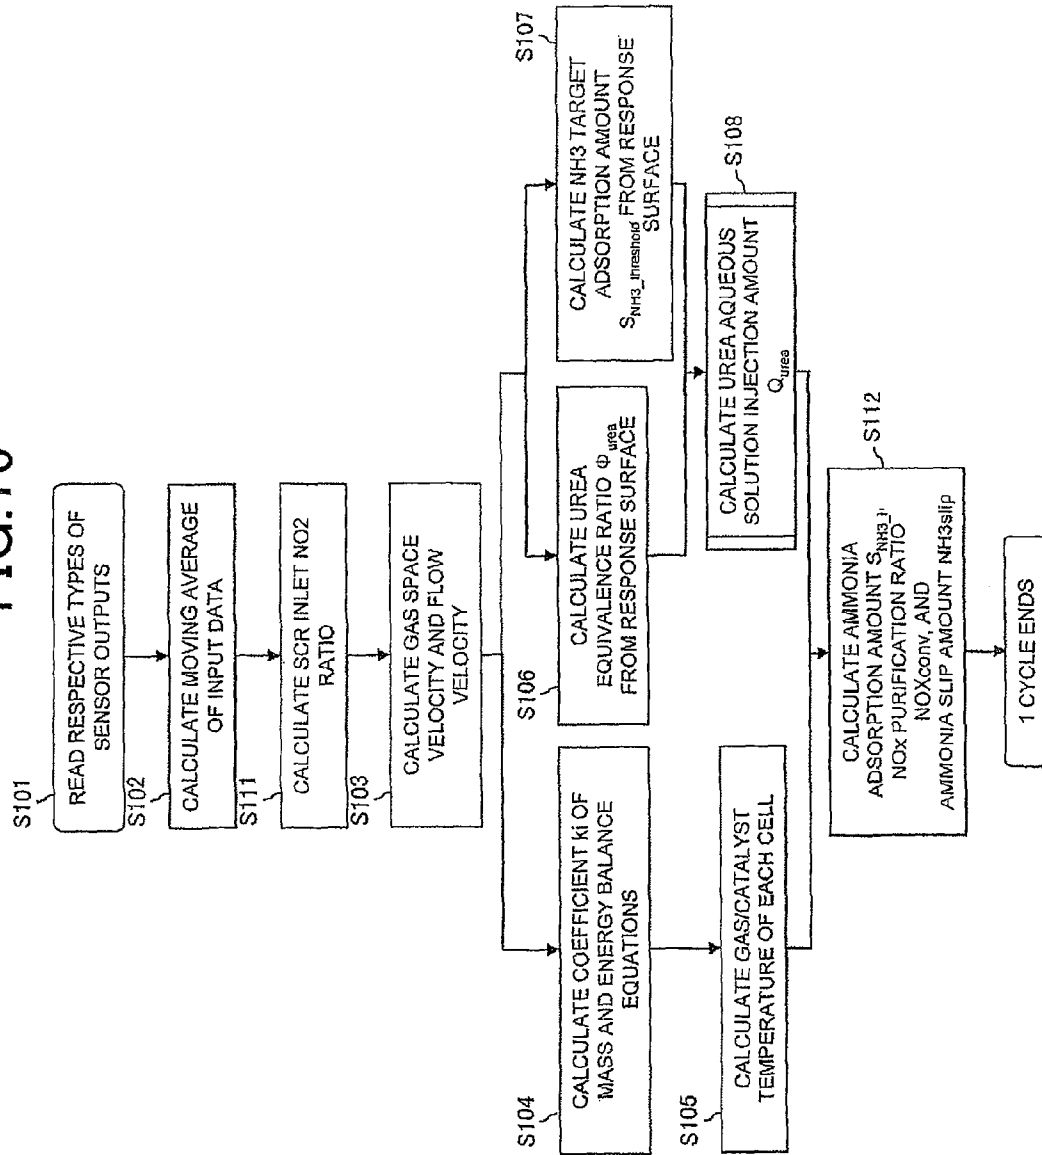 S101
READ RESPECTIVE TYPES OF
SENSOR OUTPUTS
S102
CALCULATE MOVING AVERAGE
OF INPUT DATA
S111
CALCULATE SCR INLET NO2
RATIO
S103
CALCULATE GAS SPACE
VELOCITY AND FLOW
VELOCITY
S104
CALCULATE COEFFICIENT ki OF
MASS AND ENERGY BALANCE
EQUATIONS
S105
CALCULATE GAS/CATALYST
TEMPERATURE OF EACH CELL
S106
CALCULATE UREA
EQUIVALENCE RATIO Φurea
FROM RESPONSE SURFACE
S107
CALCULATE NH3 TARGET
ADSORPTION AMOUNT
SNH3_threshold FROM RESPONSE
SURFACE
S108
CALCULATE UREA AQUEOUS
SOLUTION INJECTION AMOUNT
Qurea
S112
CALCULATE AMMONIA
ADSORPTION AMOUNT
NOx PURIFICATION RATIO
NOXconv, AND
AMMONIA SLIP AMOUNT NH3slip
1 CYCLE ENDS